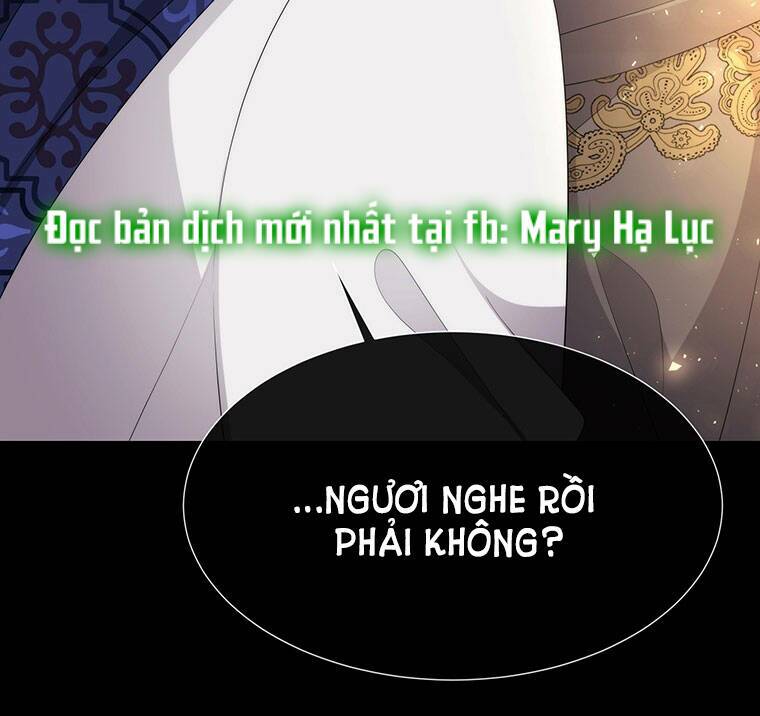 Đọc bản dịch mới nhất tại fb: Mary Hạ Lục
...NGƯƠI NGHE RỒI
PHẢI KHÔNG?